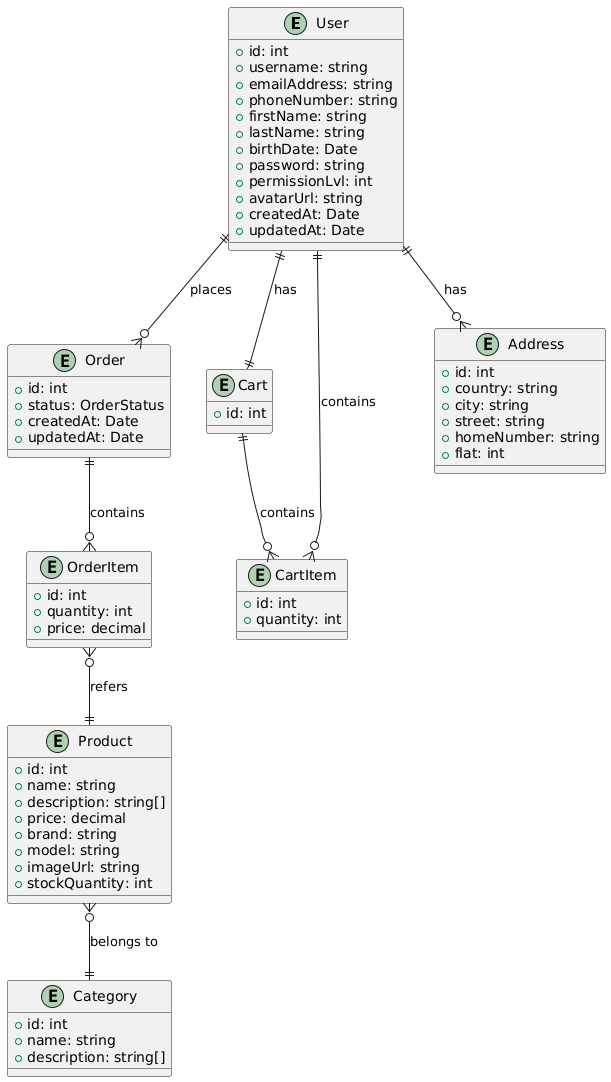 E User
id: int
username: string
emailAddress: string
phoneNumber: string
firstName: string
lastName: string
birthDate: Date
password: string
permissionLvl: int
avatarUrl: string
createdAt: Date
updatedAt: Date
places
has
has
E Order
id: int
status: OrderStatus
createdAt: Date
updatedAt: Date
E Cart
id: int
contains
E Address
id: int
country: string
city: string
street: string
homeNumber: string
flat: int
contains
contains
E OrderItem
id: int
quantity: int
price: decimal
E CartItem
id: int
quantity: int
refers
E Product
id: int
name: string
description: string[]
price: decimal
brand: string
model: string
imageUrl: string
stockQuantity: int
belongs to
E Category
id: int
name: string
description: string[]